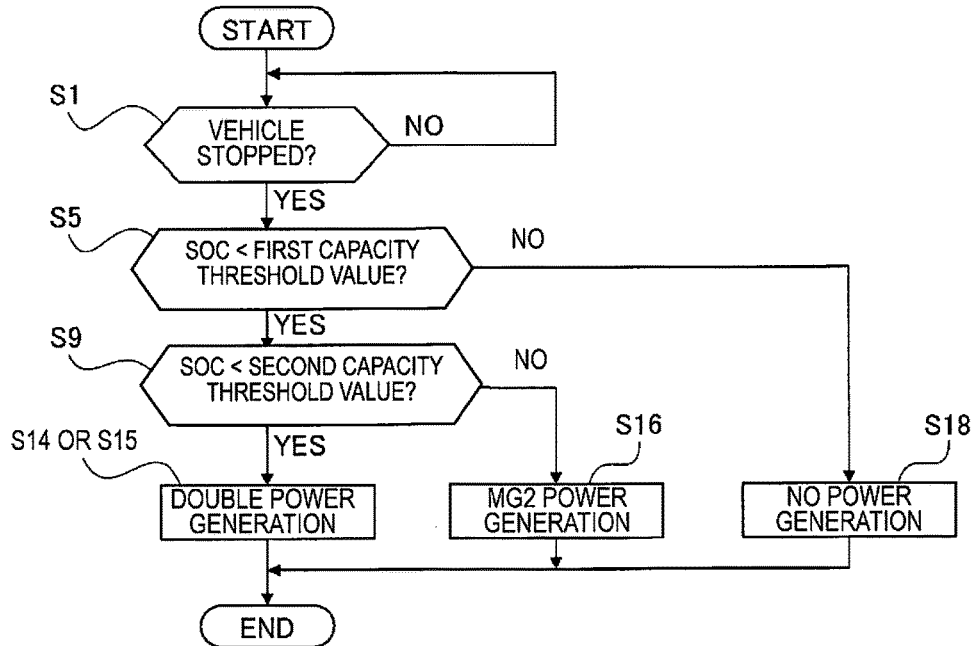 START
S1
VEHICLE
STOPPED?
NO
YES
S5
SOC < FIRST CAPACITY
THRESHOLD VALUE?
NO
YES
S9
SOC < SECOND CAPACITY
THRESHOLD VALUE?
NO
YES
S14 OR S15
S16
S18
DOUBLE POWER
GENERATION
MG2 POWER
GENERATION
NO POWER
GENERATION
END